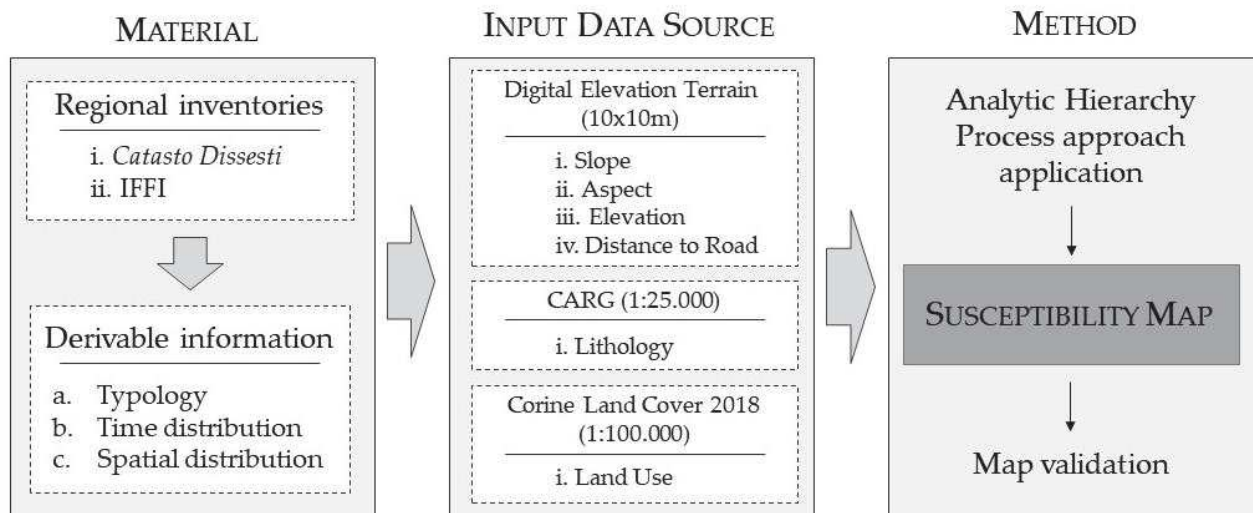 MATERIAL
Regional inventories
i. Catasto Dissesti
ii. IFFI
Derivable information
a. Typology
b. Time distribution
c. Spatial distribution
INPUT DATA SOURCE
Digital Elevation Terrain
(10x10m)
i. Slope
ii. Aspect
iii. Elevation
iv. Distance to Road
CARG (1:25.000)
i. Lithology
Corine Land Cover 2018
(1:100.000)
i. Land Use
METHOD
Analytic Hierarchy
Process approach
application
SUSCEPTIBILITY MAP
Map validation